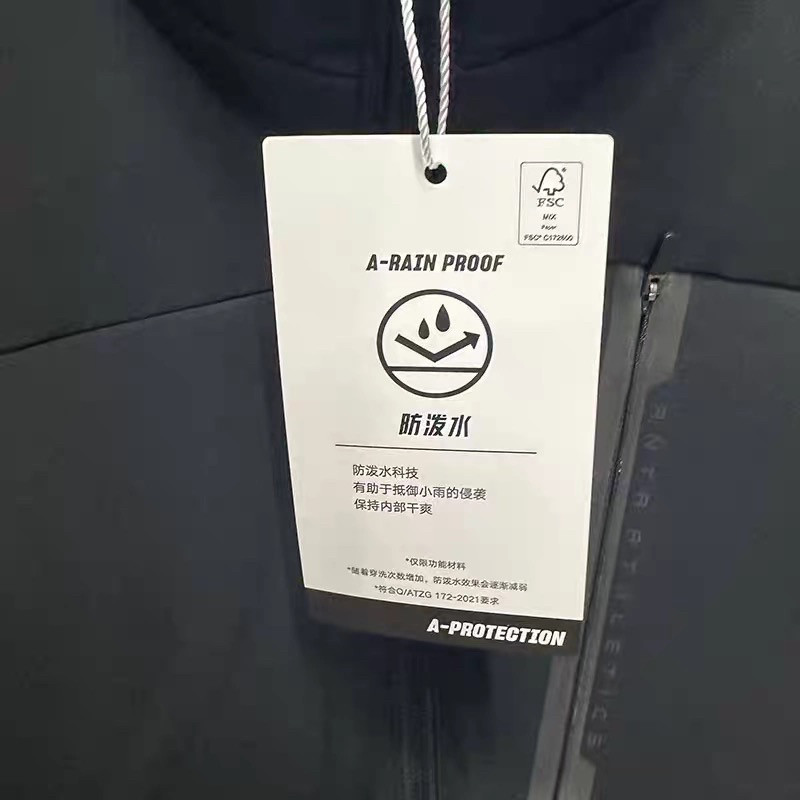 FSC
MIX
Paper
A-RAIN PROOF
防泼水
防泼水科技
有助于抵御小雨的侵袭
保持内部干爽
*仅限功能材料
*随着穿洗次数增加，防泼水效果会逐渐减弱
*符合Q/ATZG 172-2021要求
A-PROTECTION